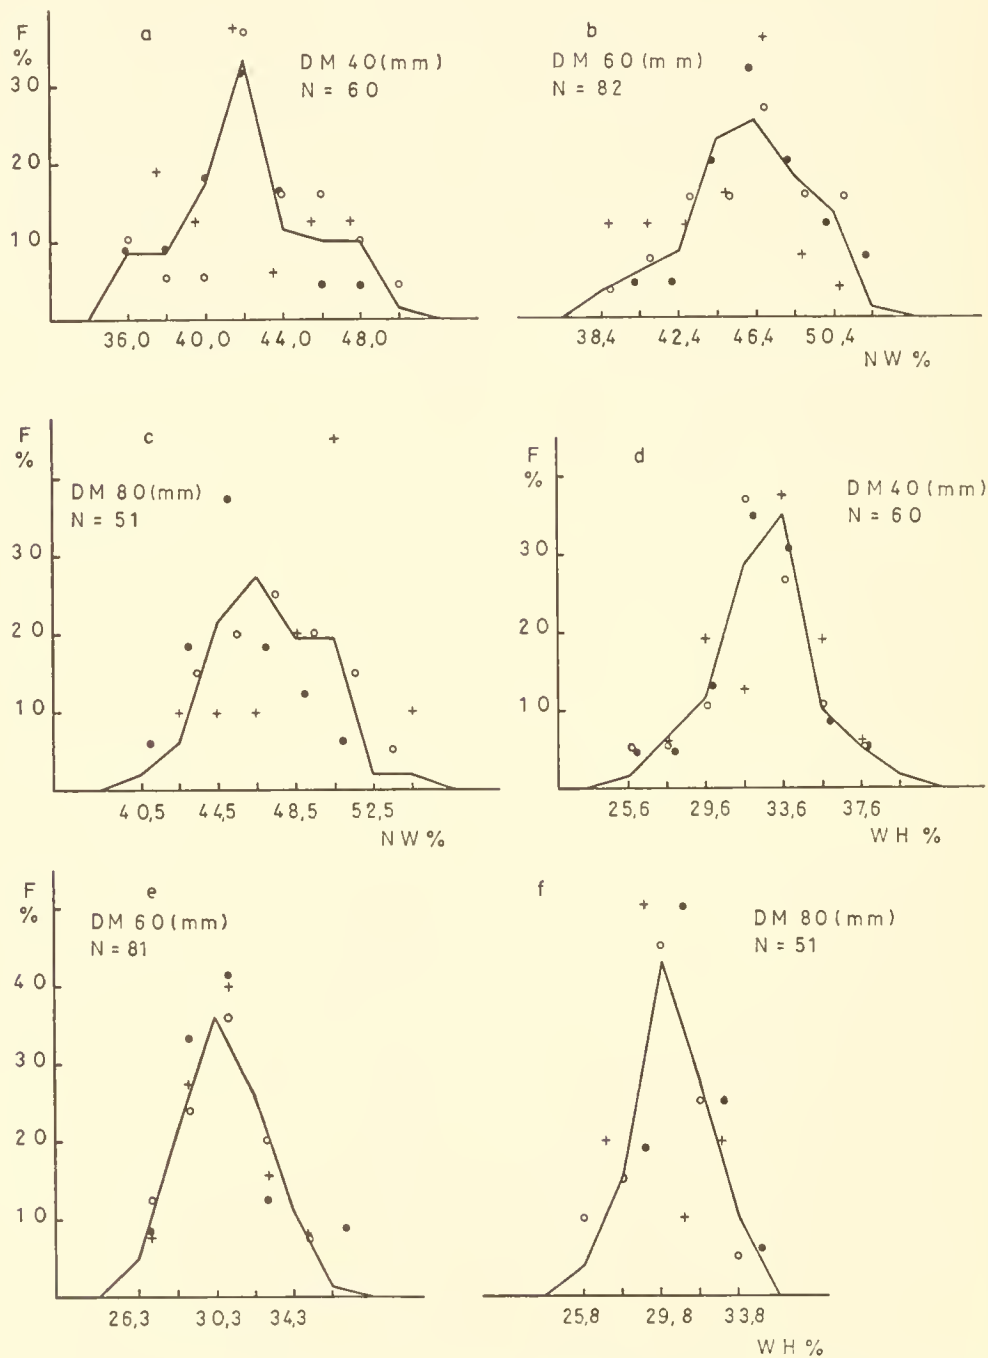 F
%
a
DM 40(mm)
N = 60
30
20
10
36,0 40,0 44,0 48,0
b
DM 60(mm)
N = 82
38,4 42,4 46,4 50,4
NW %
F
%
c
DM 80(mm)
N = 51
30
20
10
40,5 44,5 48,5 52,5
NW %
F
%
d
DM 40(mm)
N = 60
30
20
10
25,6 29,6 33,6 37,6
WH %
F
%
e
DM 60(mm)
N = 81
40
30
20
10
26,3 30,3 34,3
f
DM 80(mm)
N = 51
25,8 29,8 33,8
WH %